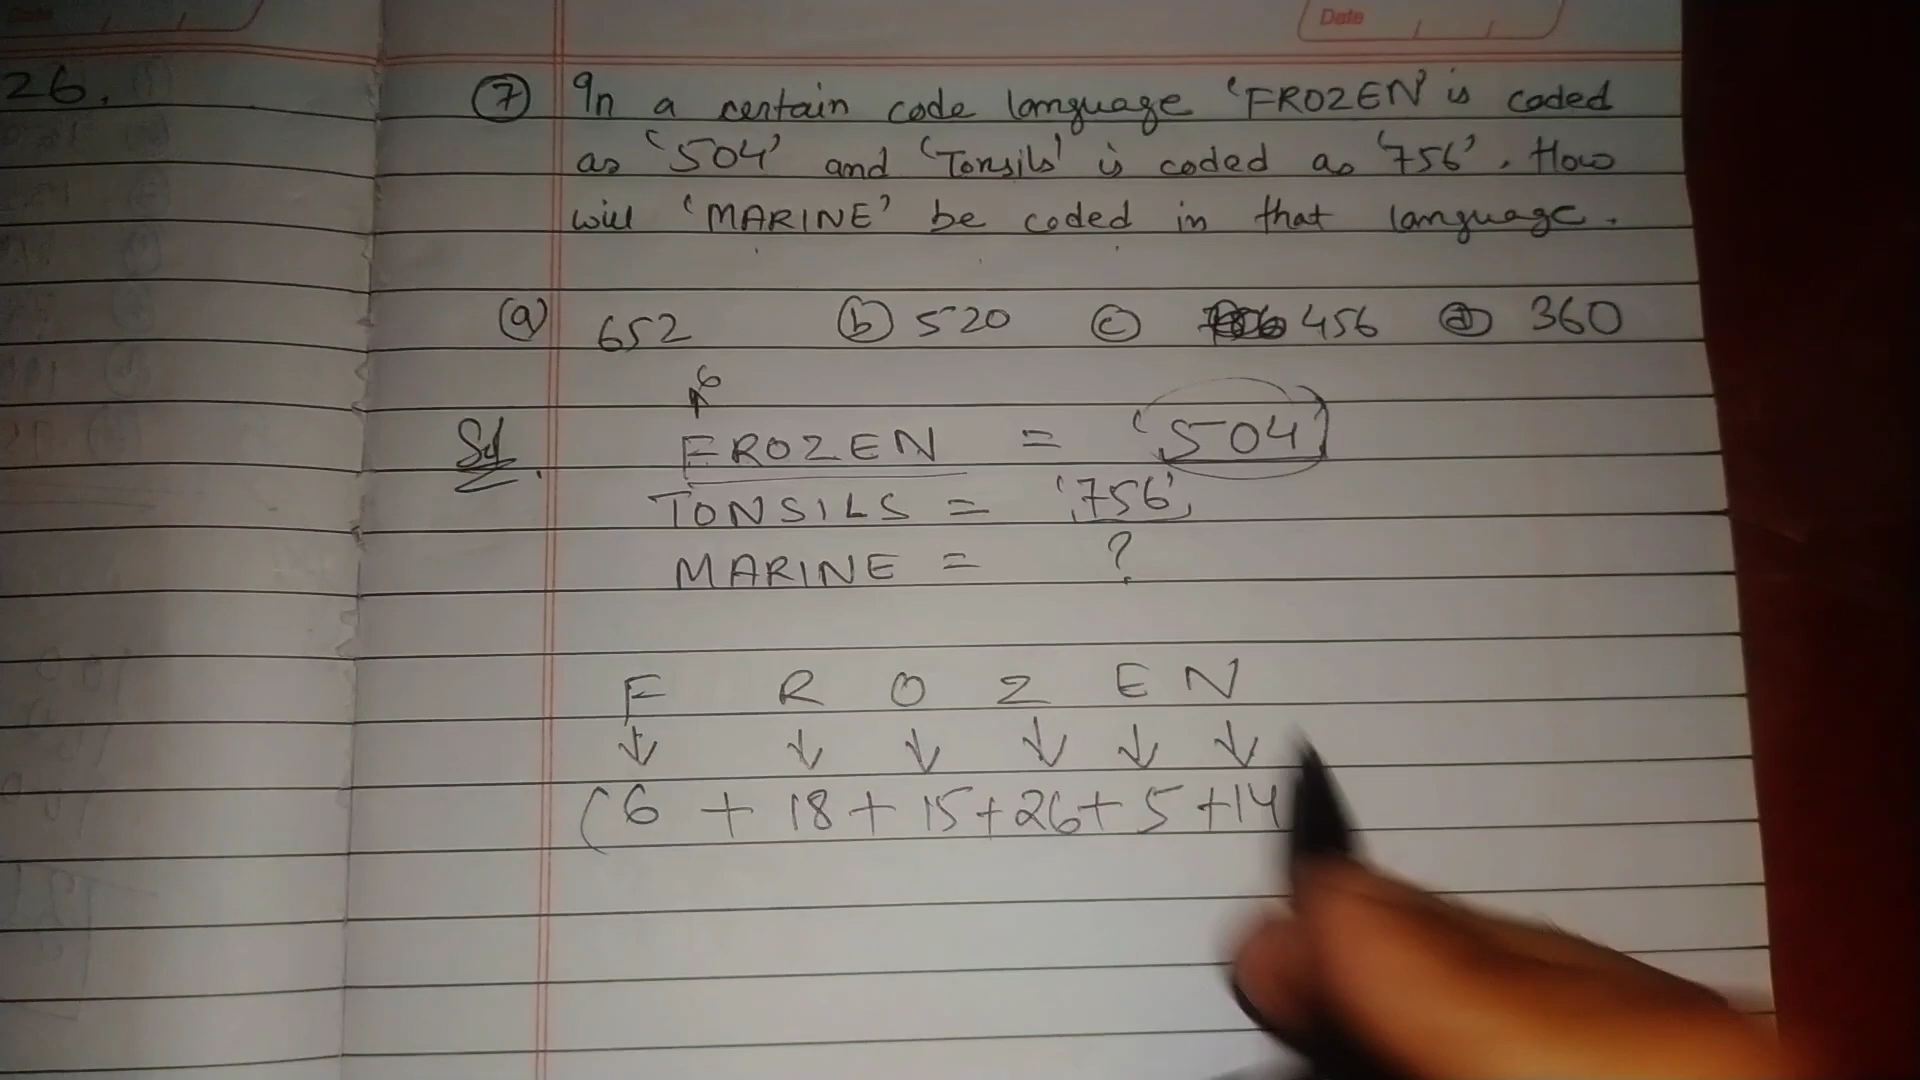 Date
Date
26.
7 In a certain code language 'FROZEN' is coded
as '504' and 'Tonsils' is coded as '756'. How
will 'MARINE' be coded in that language.
(a) 652 (b) 520 (c) 456 (d) 360
6
Sol. FROZEN = '504'
TONSILS = '756'
MARINE = ?
F R O Z E N
(6 + 18 + 15 + 26 + 5 + 14